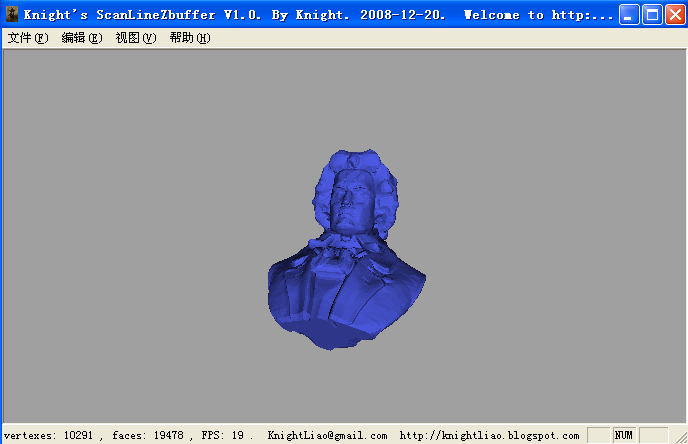 Knight's ScanLineZbuffer V1.0. By Knight. 2008-12-20.  Welcome to http:...
文件(F) 编辑(E) 视图(V) 帮助(H)
vertexes: 10291 , faces: 19478 , FPS: 19 .  KnightLiao@gmail.com  http://knightliao.blogspot.com NUM